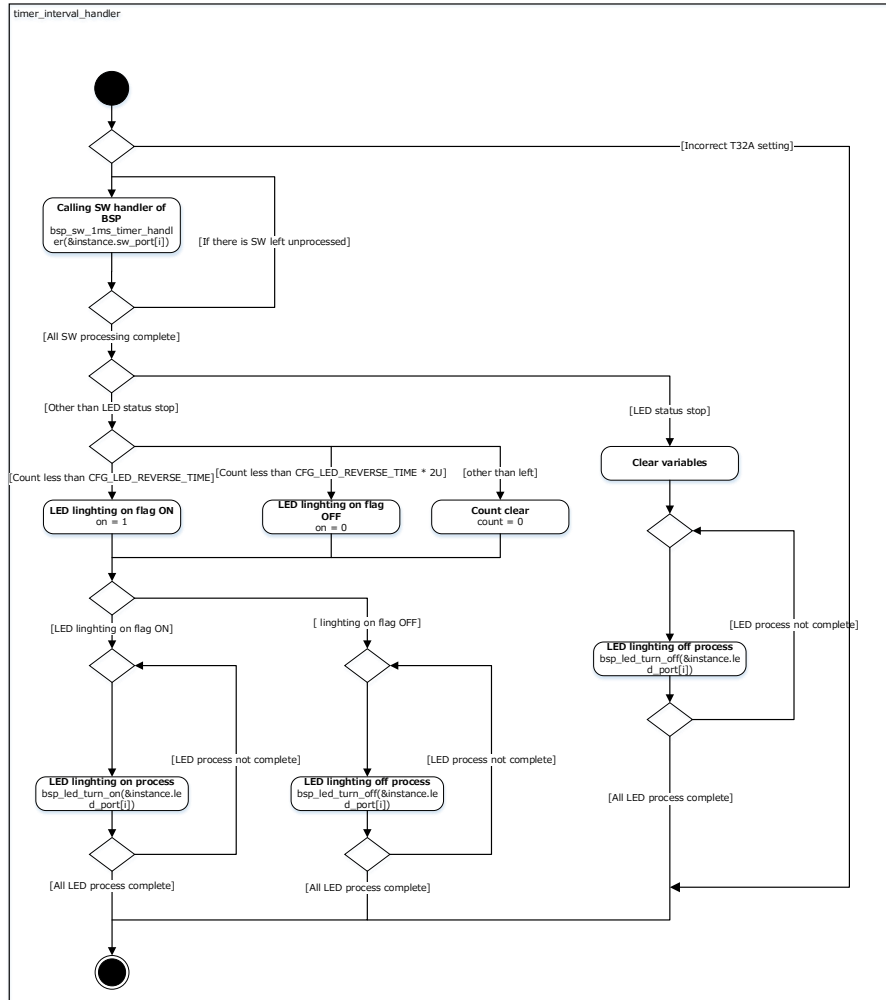 timer_interval_handler
[Incorrect T32A setting]
Calling SW handler of
BSP
bsp_sw_1ms_timer_handl
er(&instance.sw_port[i])
[If there is SW left unprocessed]
[All SW processing complete]
[Other than LED status stop]
[LED status stop]
[Count less than CFG_LED_REVERSE_TIME]
[Count less than CFG_LED_REVERSE_TIME * 2U]
[other than left]
Clear variables
LED linghting on flag ON
on = 1
LED linghting on flag
OFF
on = 0
Count clear
count = 0
[LED linghting on flag ON]
[ linghting on flag OFF]
[LED process not complete]
LED linghting off process
bsp_led_turn_off(&instance.le
d_port[i])
[LED process not complete]
[LED process not complete]
LED linghting on process
bsp_led_turn_on(&instance.le
d_port[i])
LED linghting off process
bsp_led_turn_off(&instance.le
d_port[i])
[All LED process complete]
[All LED process complete]
[All LED process complete]